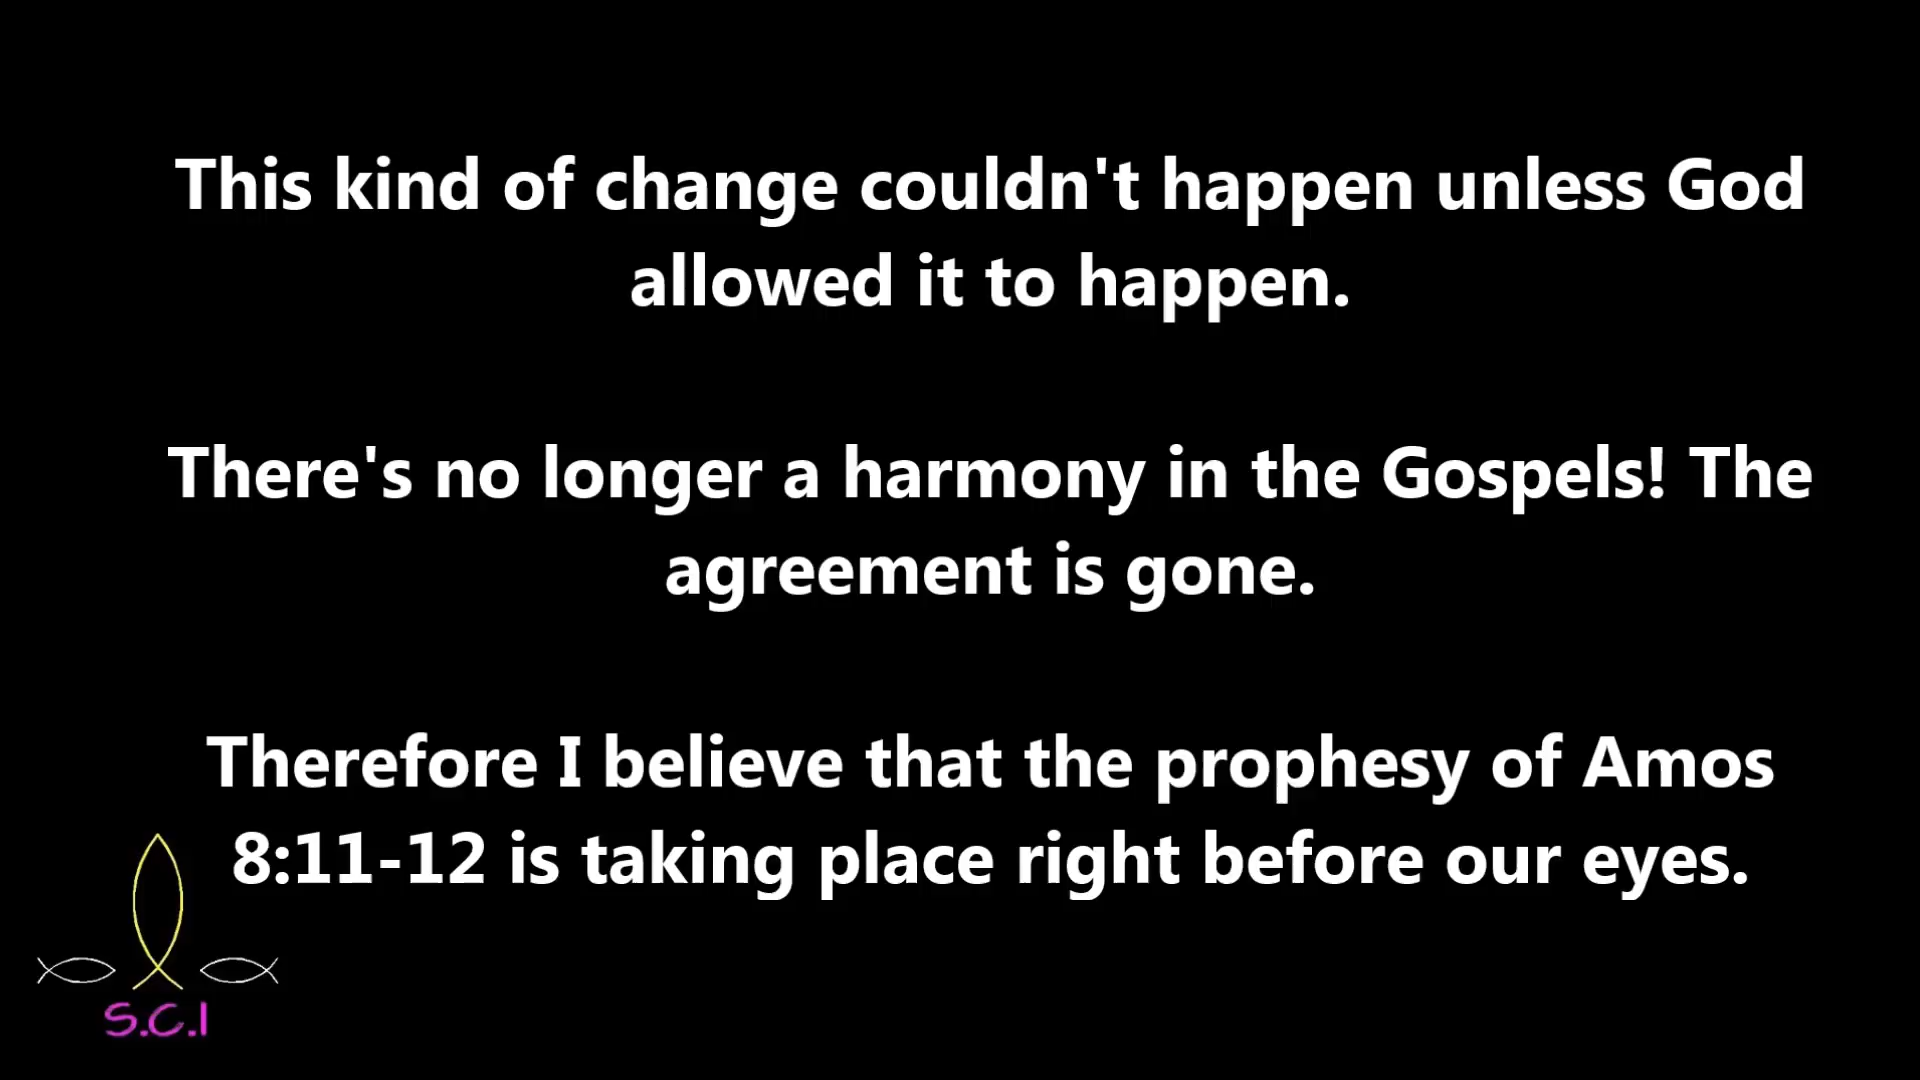 This kind of change couldn't happen unless God
allowed it to happen.
There's no longer a harmony in the Gospels! The
agreement is gone.
Therefore I believe that the prophesy of Amos
8:11-12 is taking place right before our eyes.
S.C.I